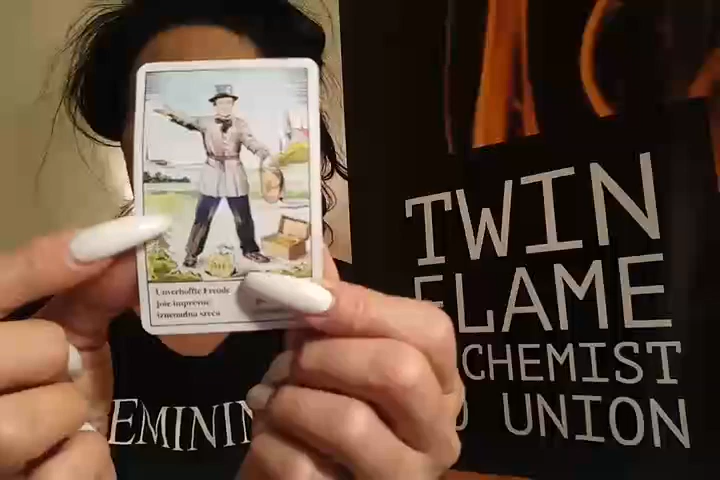 Unverhoffte Freude
joie imprévue
iznenadna sreća
EMININ
TWIN
FLAME
CHEMIST
UNION